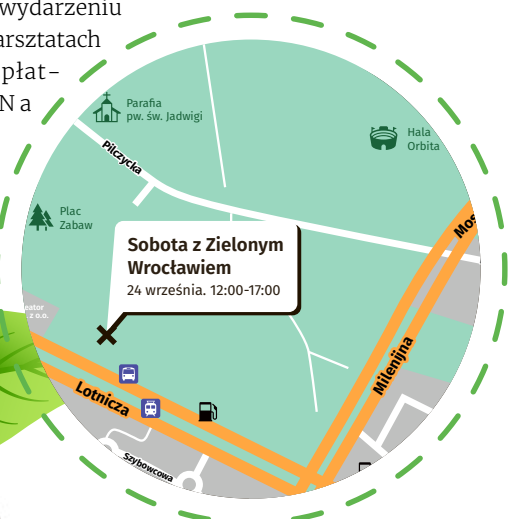 wydarzeniu
arsztatach
płat-
Na
Parafia
pw. św. Jadwigi
Hala
Orbita
Pilczycka
Plac
Zabaw
Sobota z Zielonym
Wrocławiem
24 września. 12:00-17:00
z o.o.
Milenijna
Lotnicza
Szybowcowa